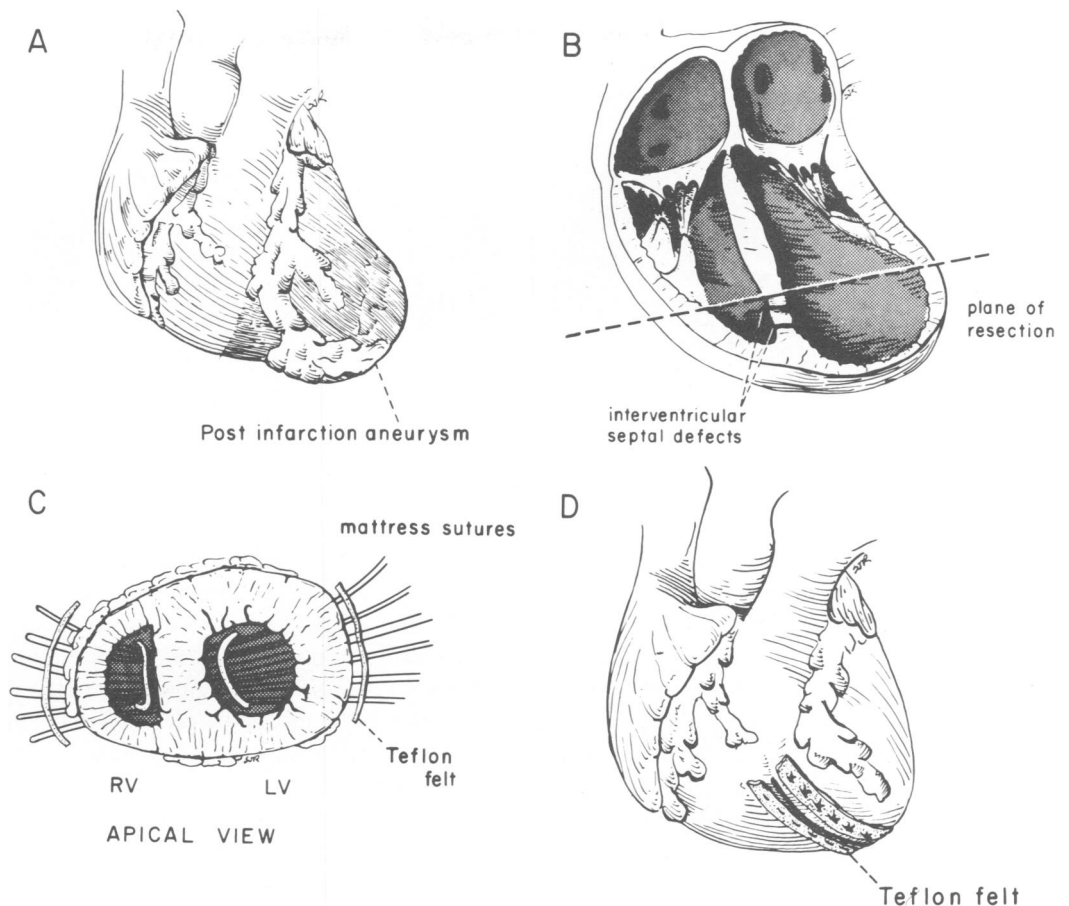 A
Post infarction aneurysm
B
plane of
resection
interventricular
septal defects
C
mattress sutures
Teflon
felt
RV LV
APICAL VIEW
D
Teflon felt